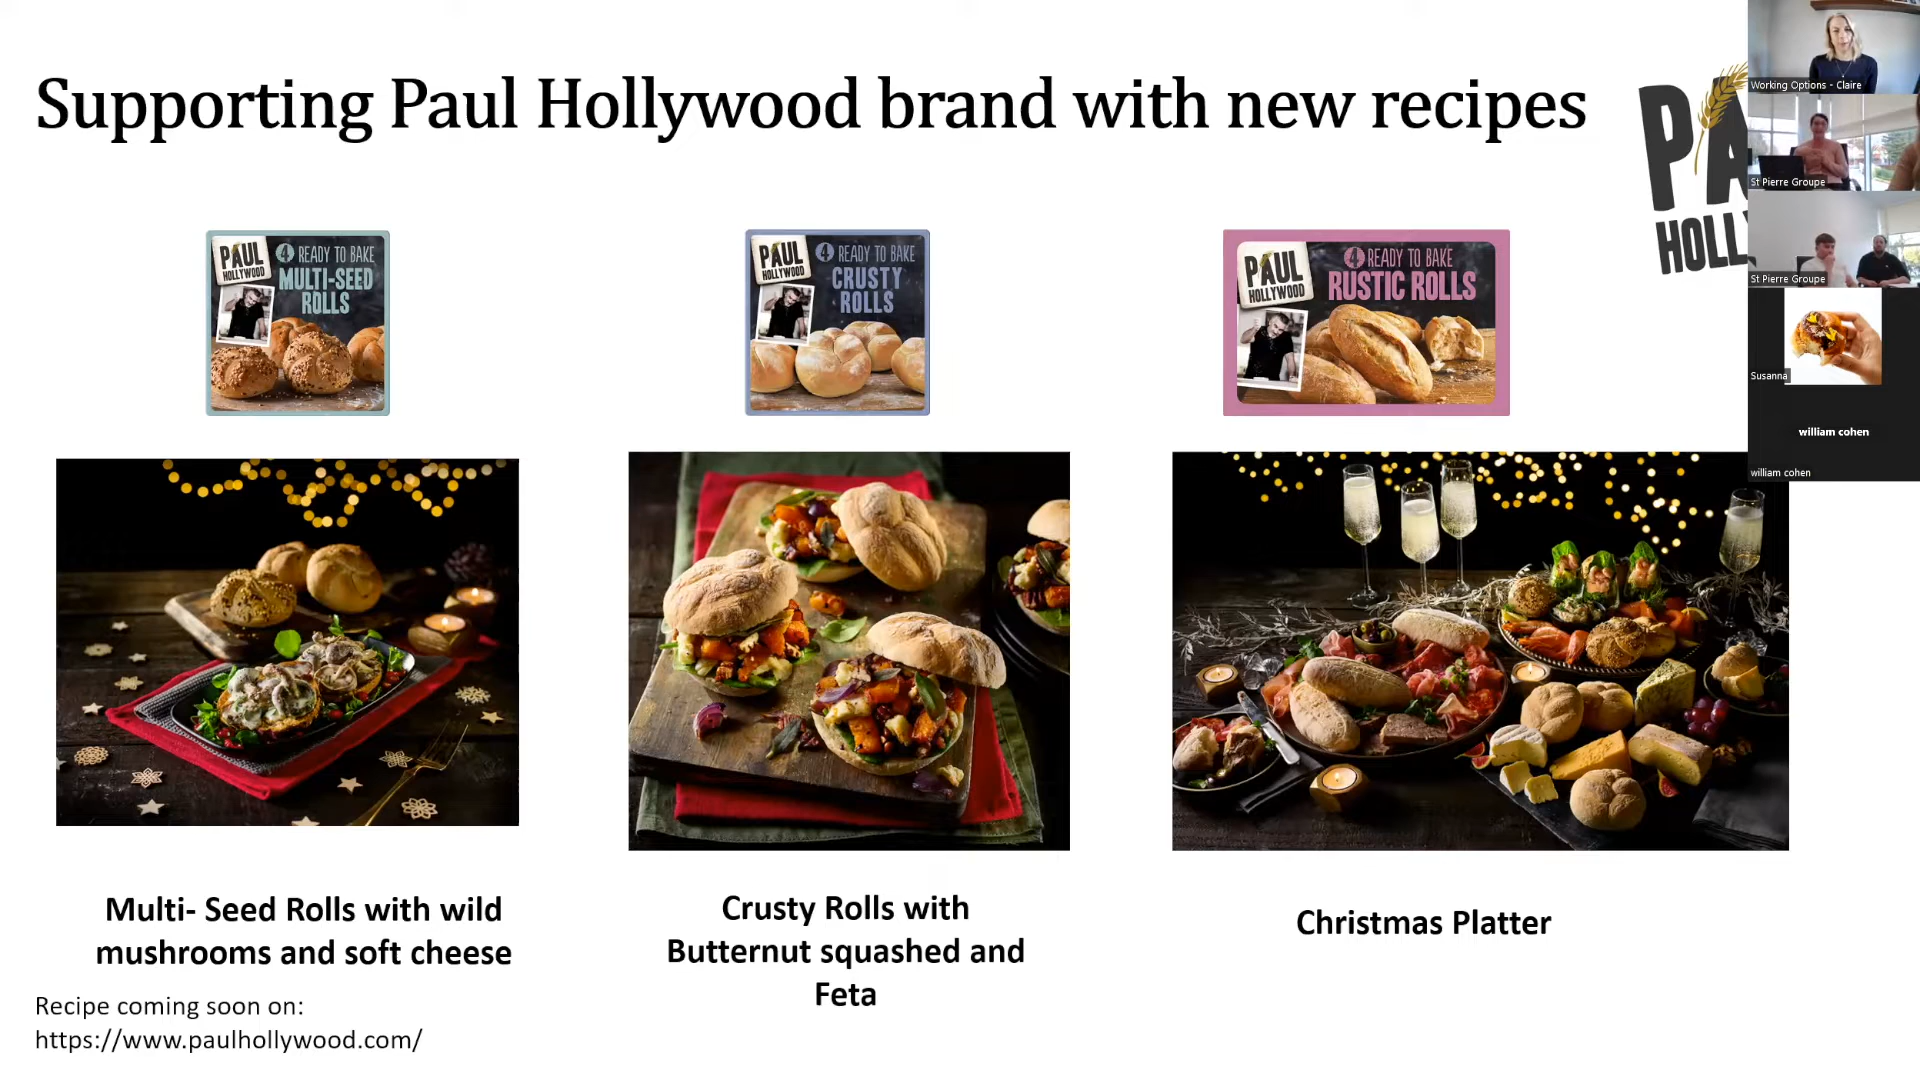 Supporting Paul Hollywood brand with new recipes
PA
HOLLY
Working Options - Claire
St Pierre Groupe
St Pierre Groupe
Susanna
william cohen
william cohen
PAUL
HOLLYWOOD
4 READY TO BAKE
MULTI-SEED
ROLLS
PAUL
HOLLYWOOD
4 READY TO BAKE
CRUSTY
ROLLS
PAUL
HOLLYWOOD
4 READY TO BAKE
RUSTIC ROLLS
Multi- Seed Rolls with wild
mushrooms and soft cheese
Crusty Rolls with
Butternut squashed and
Feta
Christmas Platter
Recipe coming soon on:
https://www.paulhollywood.com/